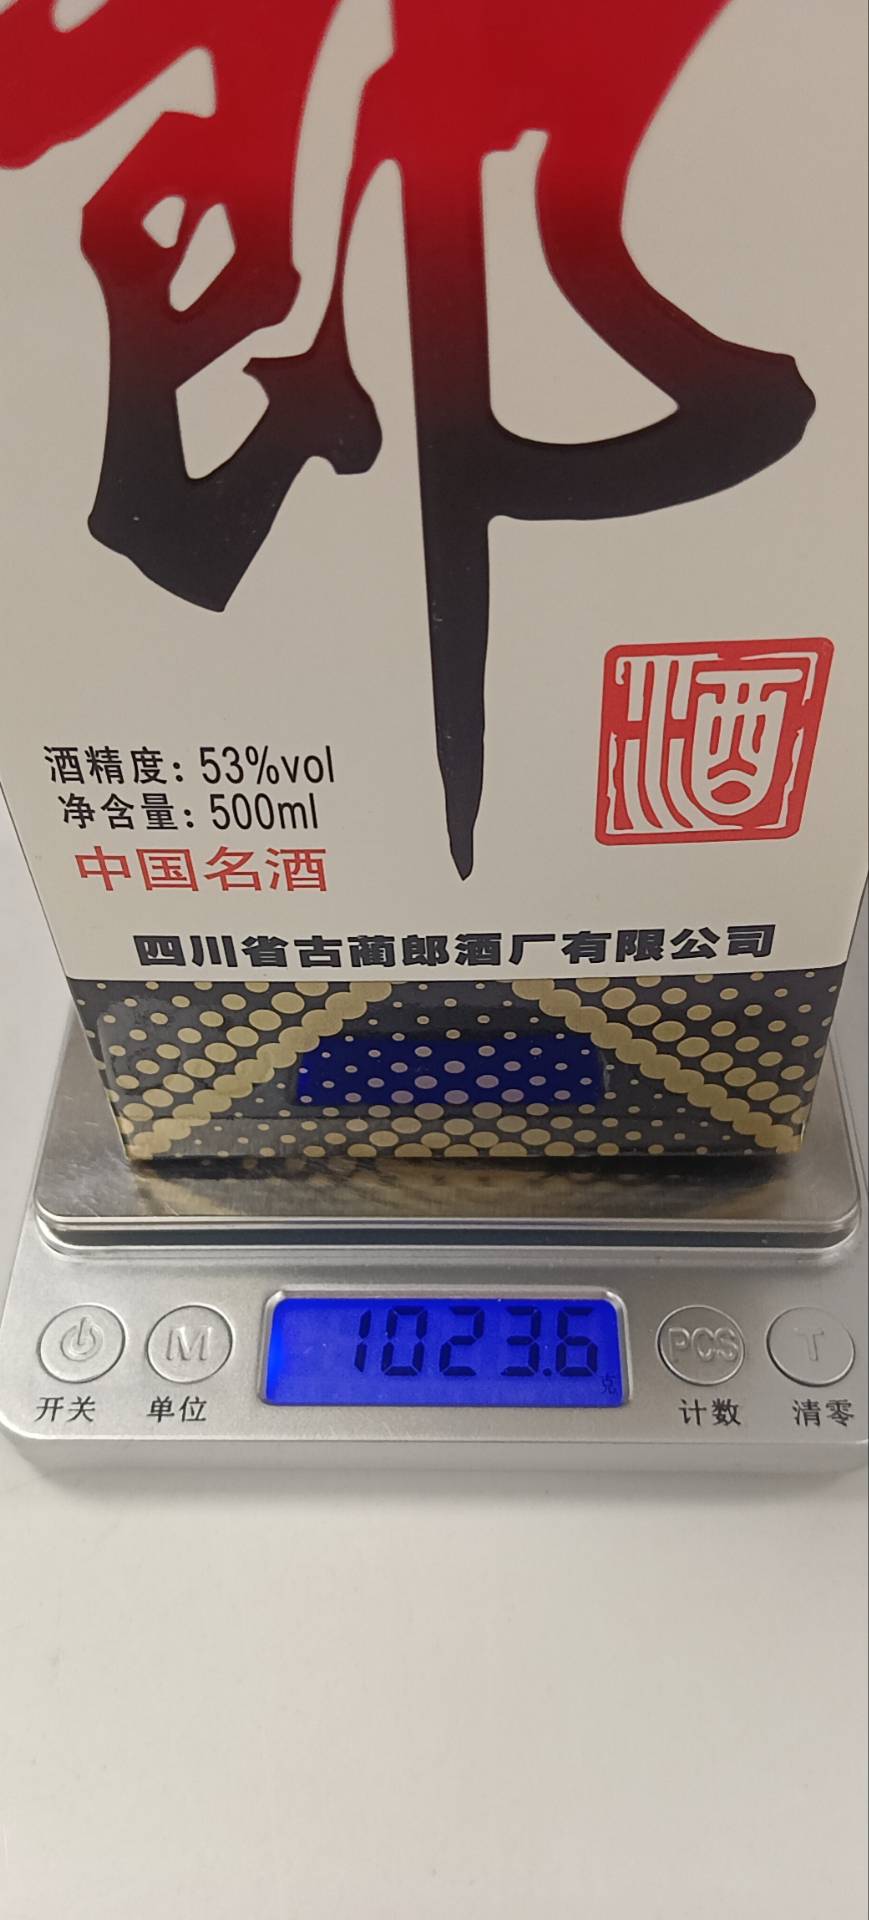 郎
酒
酒精度: 53%vol
净含量: 500ml
中国名酒
四川省古蔺郎酒厂有限公司
1023.6
克
M
PCS
T
开关
单位
计数
清零